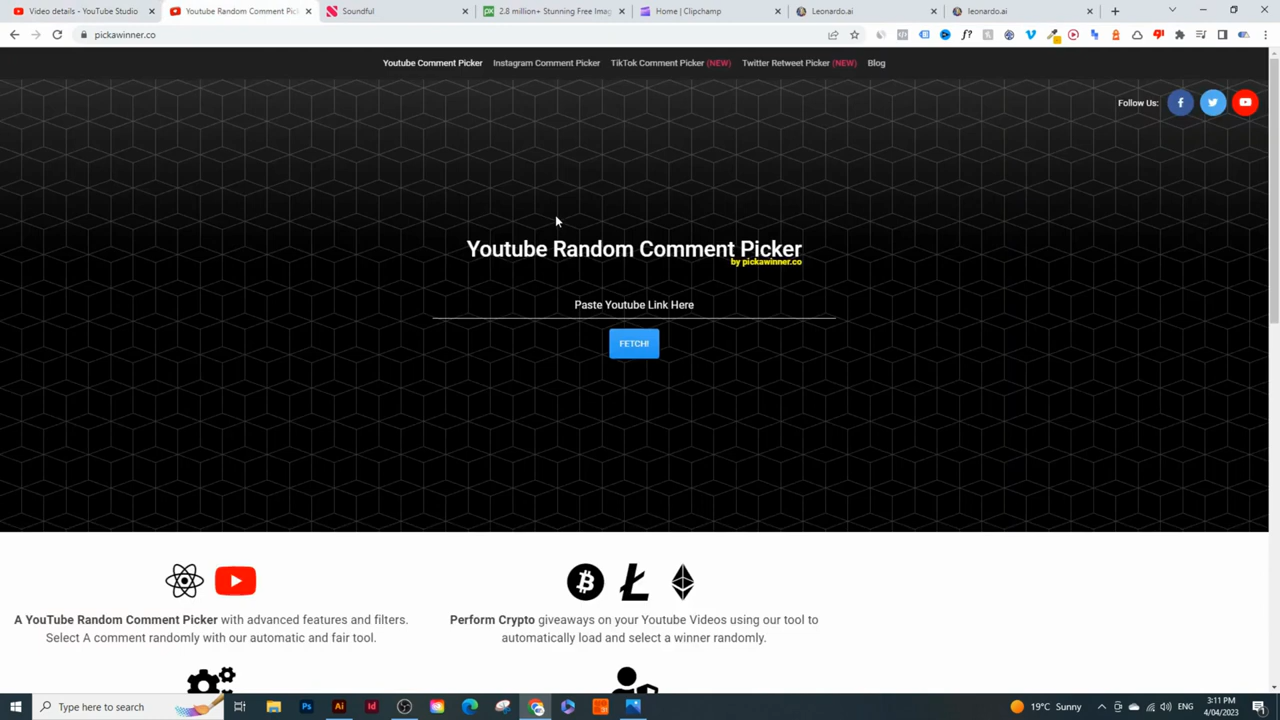 Video details - YouTube Studio
Youtube Random Comment Pic
Soundful
2.8 million+ Stunning Free Imag
Home | Clipchamp
Leonardo.ai
leonardo.ai
pickawinner.co
Youtube Comment Picker
Instagram Comment Picker
TikTok Comment Picker (NEW)
Twitter Retweet Picker (NEW)
Blog
Follow Us:
Youtube Random Comment Picker
by pickawinner.co
Paste Youtube Link Here
FETCH!
A YouTube Random Comment Picker with advanced features and filters.
Select A comment randomly with our automatic and fair tool.
Perform Crypto giveaways on your Youtube Videos using our tool to
automatically load and select a winner randomly.
Type here to search
Ps
Ai
Id
19°C Sunny
ENG
3:11 PM
4/04/2023